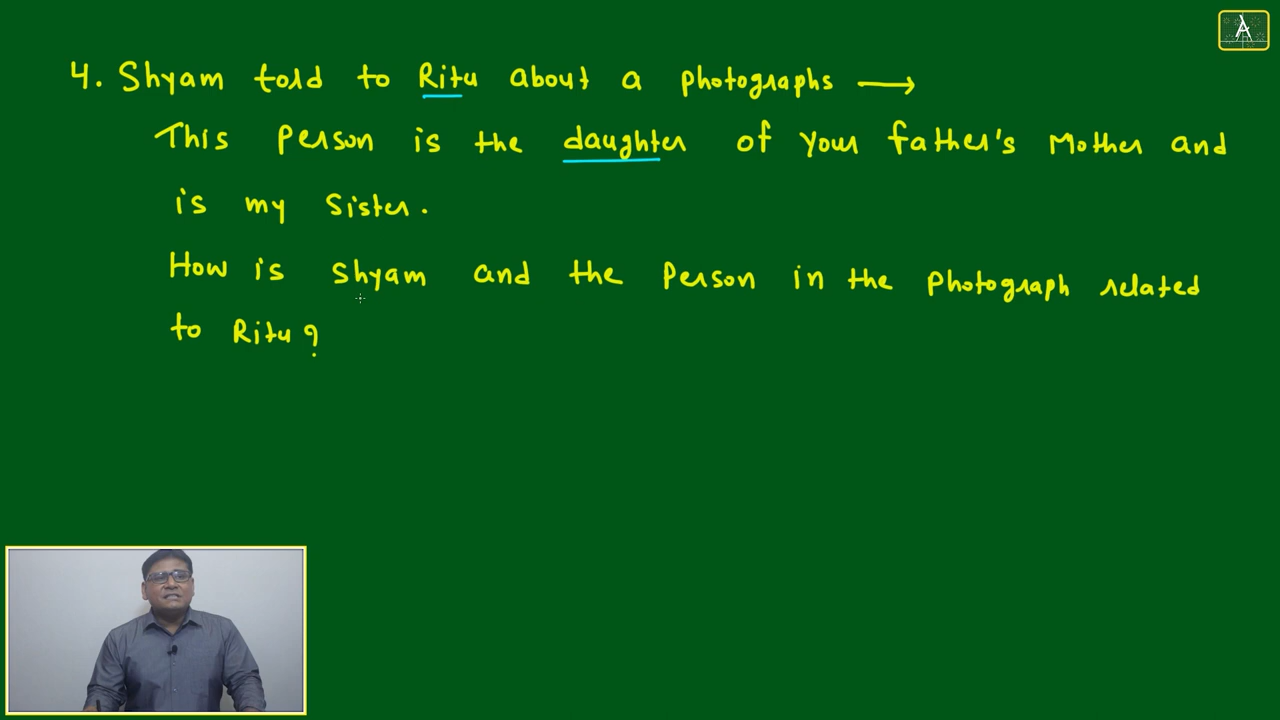 4. Shyam told to Ritu about a photographs →
This person is the daughter of your father's Mother and
is my sister.
How is Shyam and the person in the photograph related
to Ritu?